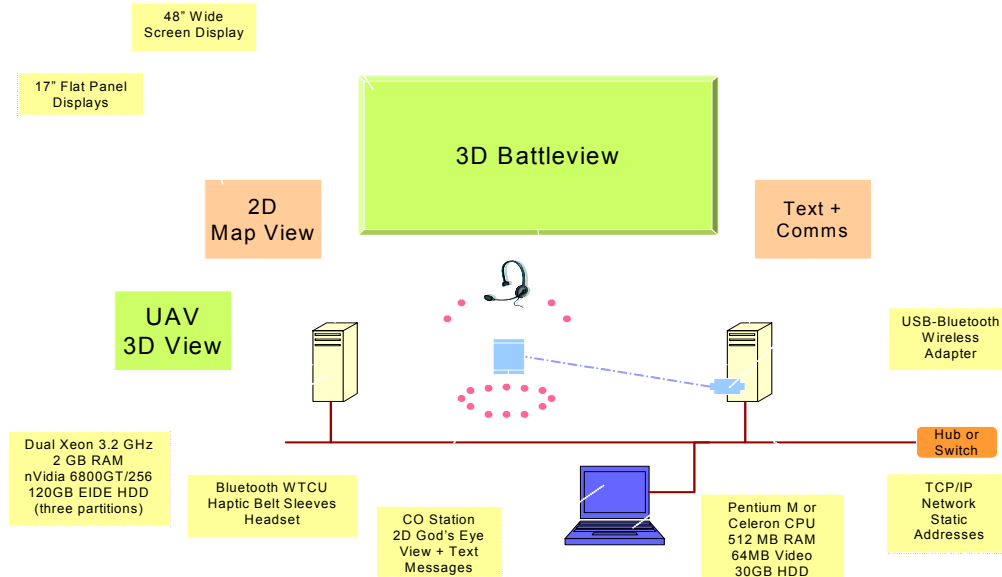 48” Wide
Screen Display
17” Flat Panel
Displays
3D Battleview
2D
Map View
Text +
Comms
UAV
3D View
USB-Bluetooth
Wireless
Adapter
Dual Xeon 3.2 GHz
2 GB RAM
nVidia 6800GT/256
120GB EIDE HDD
(three partitions)
Bluetooth WTCU
Haptic Belt Sleeves
Headset
CO Station
2D God’s Eye
View + Text
Messages
Pentium M or
Celeron CPU
512 MB RAM
64MB Video
30GB HDD
Hub or
Switch
TCP/IP
Network
Static
Addresses